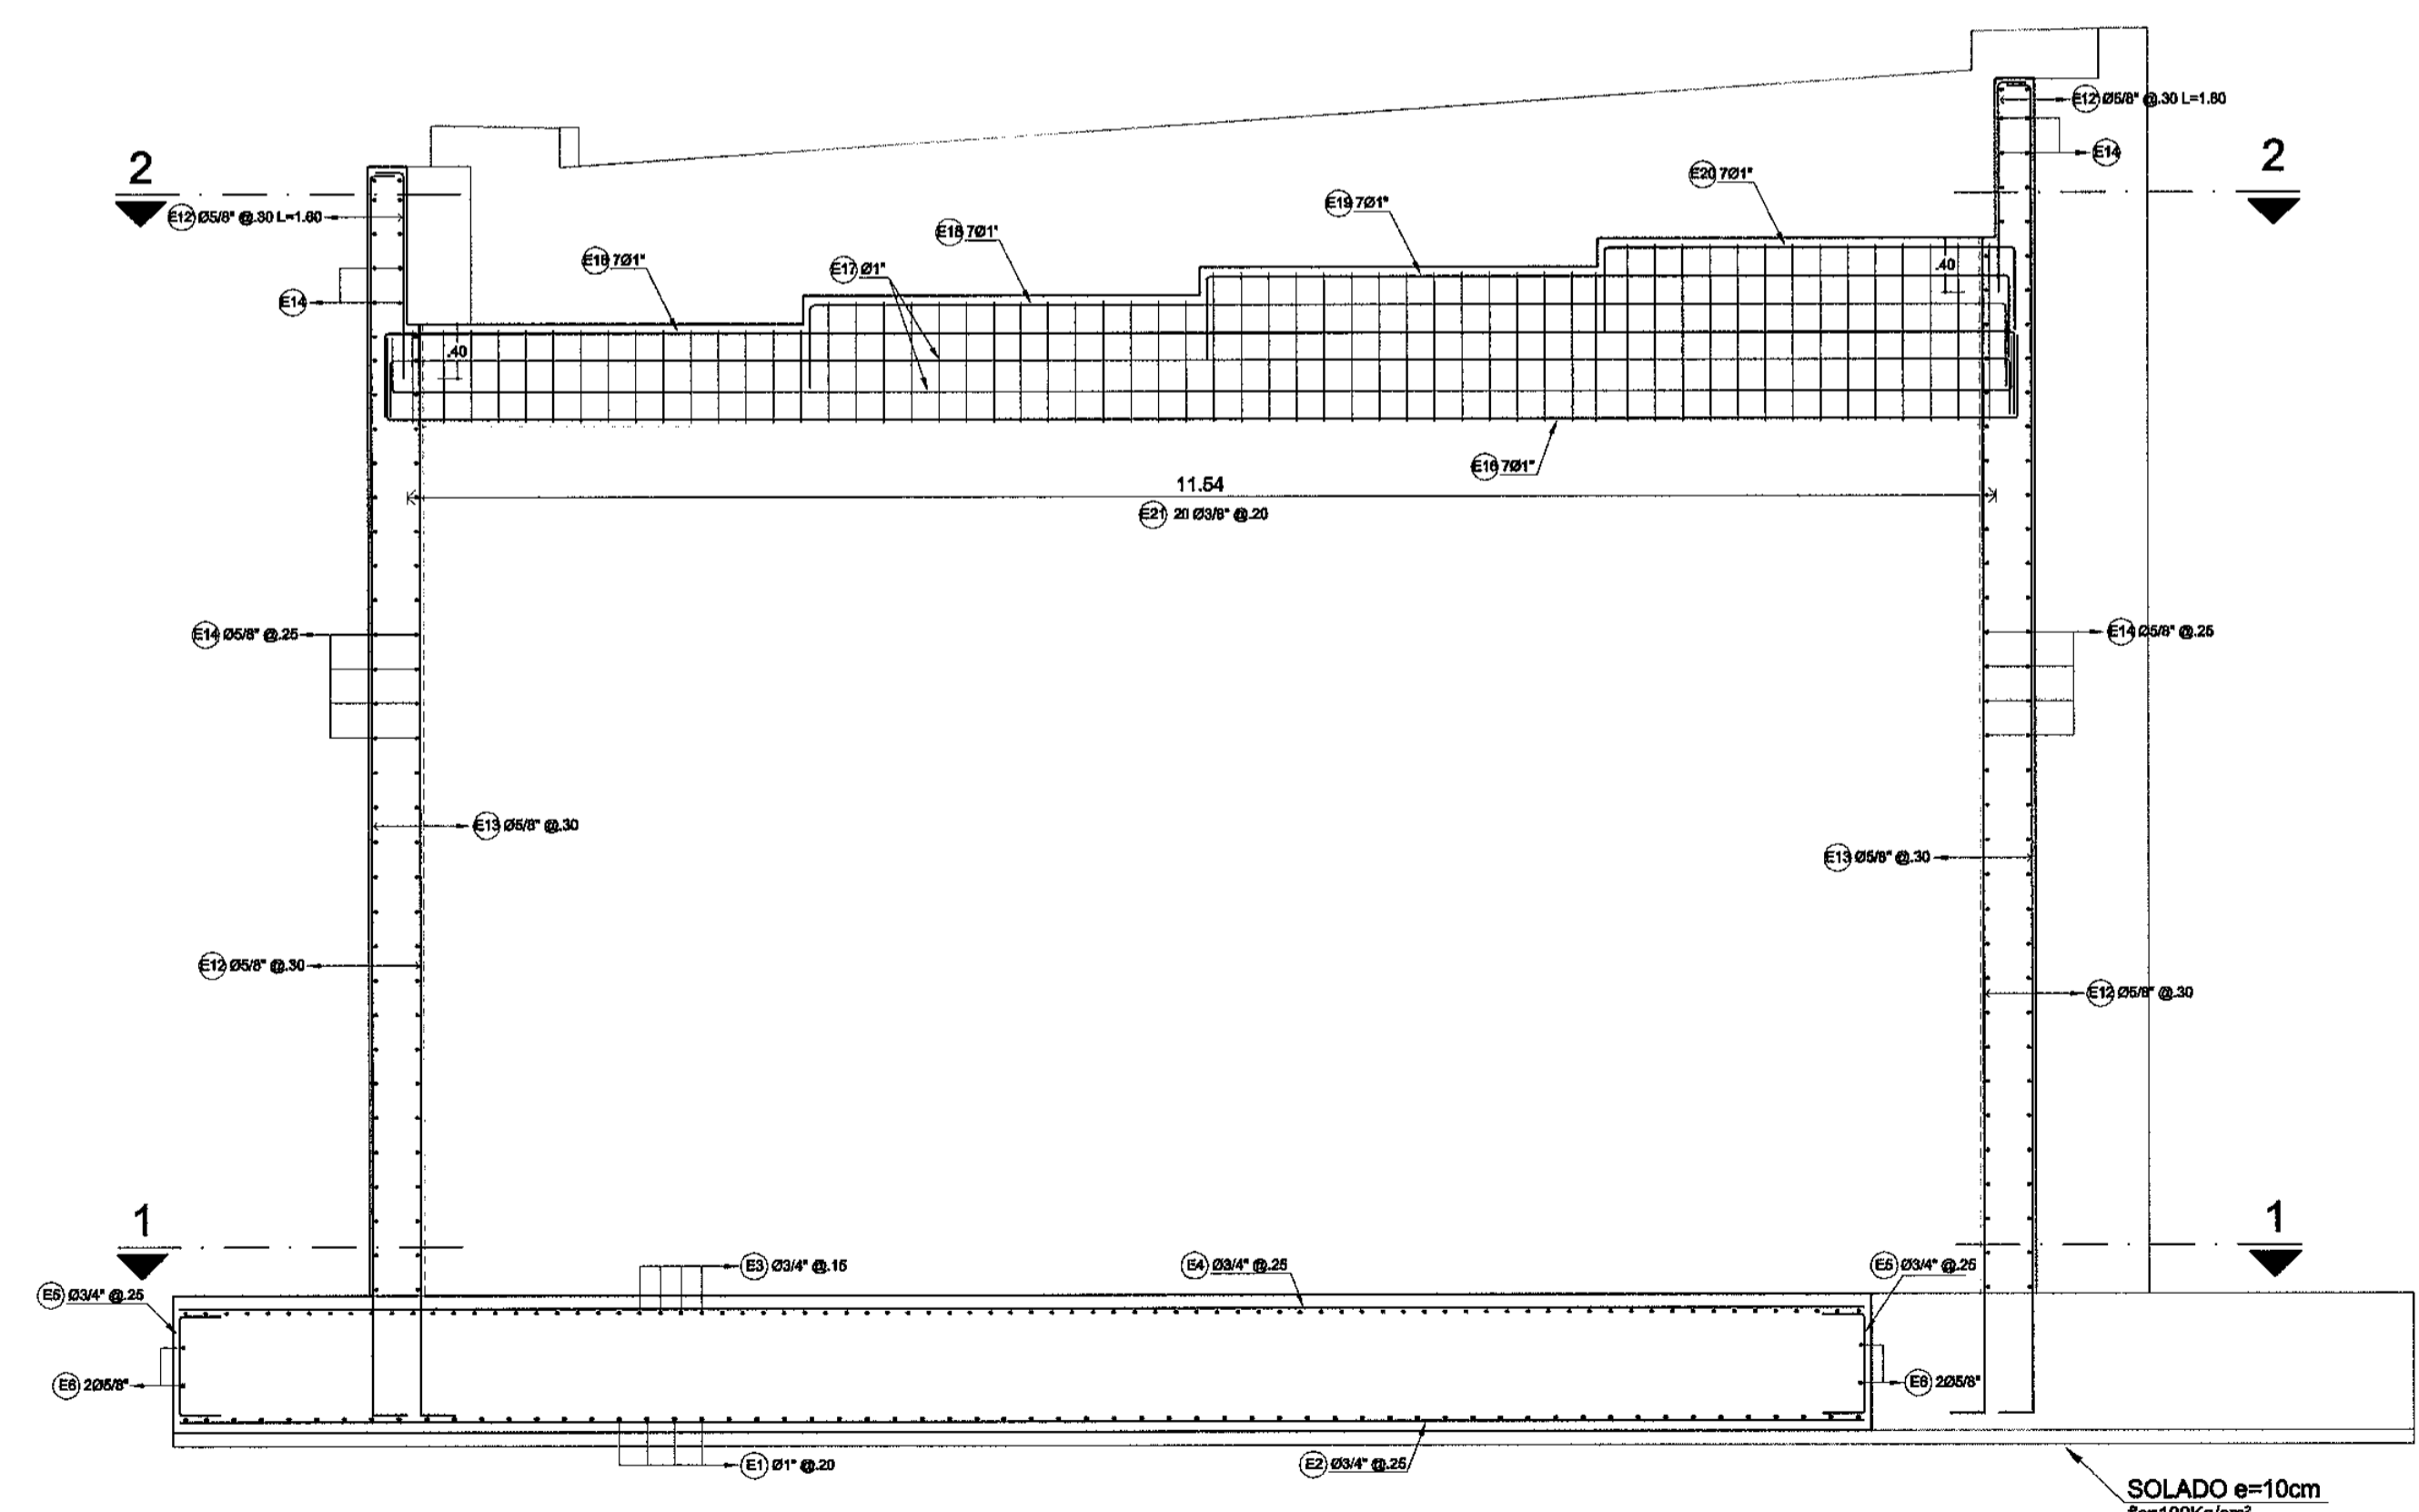 E12 Ø5/8" @.30 L=1.60
2
E14
2
E20 7Ø1"
E19 7Ø1"
E12 Ø5/8" @.30 L=1.60
E18 7Ø1"
E17 Ø1"
7Ø1"
.40
E14
.40
E16 7Ø1"
11.54
E21 Ø3/8" @.20
E14 Ø5/8" @.25
E14 Ø5/8" @.25
E13 Ø5/8" @.30
E13 Ø5/8" @.30
E12 Ø5/8" @.30
E12 Ø5/8" @.30
1
1
E3 Ø3/4" @.15
E4 Ø3/4" @.25
E5 Ø3/4" @.25
E5 Ø3/4" @.25
E6 2Ø5/8"
E6 2Ø5/8"
E1 Ø1" @.20
E2 Ø3/4" @.25
SOLADO e=10cm